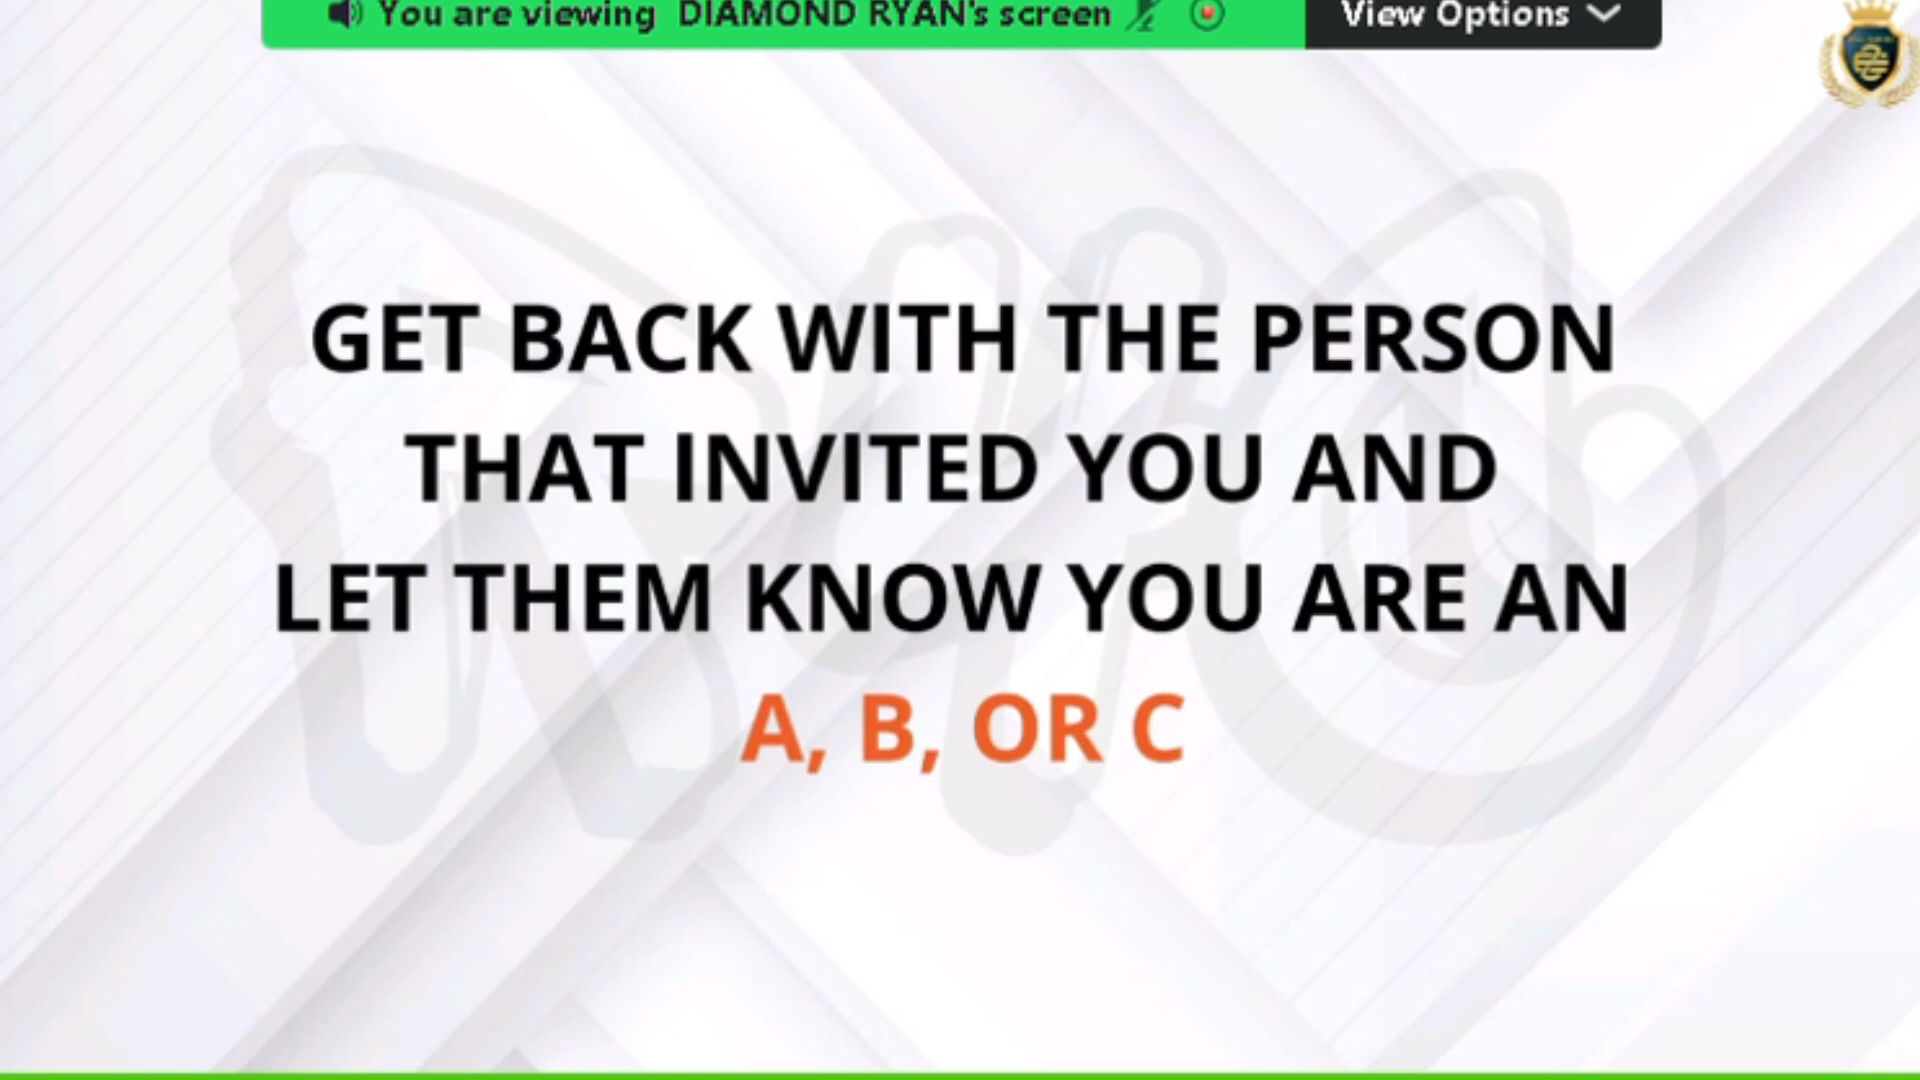 You are viewing DIAMOND RYAN's screen
View Options
GET BACK WITH THE PERSON
THAT INVITED YOU AND
LET THEM KNOW YOU ARE AN
A, B, OR C